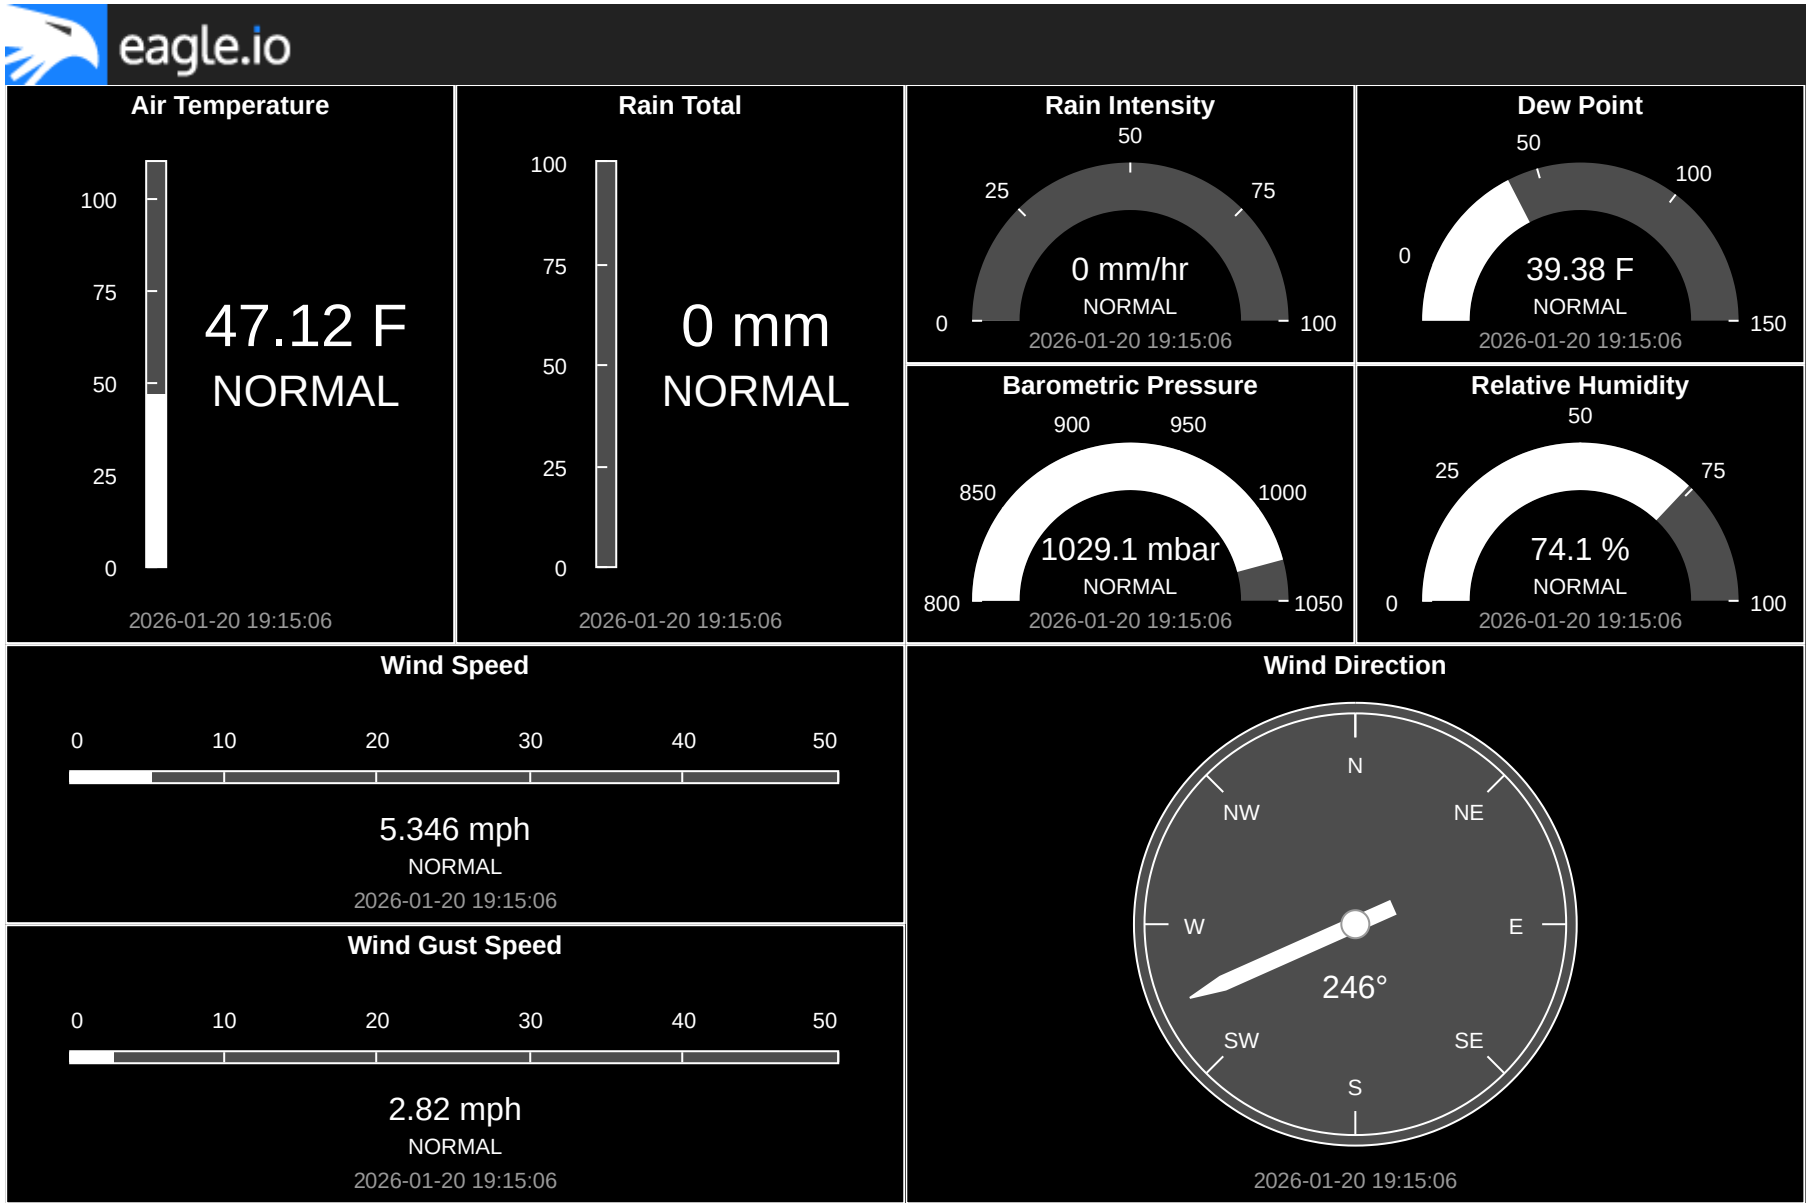 eagle.io
Air Temperature
100
75
50
25
0
47.12 F
NORMAL
2026-01-20 19:15:06
Rain Total
100
75
50
25
0
0 mm
NORMAL
2026-01-20 19:15:06
Rain Intensity
0
25
50
75
100
0 mm/hr
NORMAL
2026-01-20 19:15:06
Dew Point
0
50
100
150
39.38 F
NORMAL
2026-01-20 19:15:06
Barometric Pressure
800
850
900
950
1000
1050
1029.1 mbar
NORMAL
2026-01-20 19:15:06
Relative Humidity
0
25
50
75
100
74.1 %
NORMAL
2026-01-20 19:15:06
Wind Speed
0 10 20 30 40 50
5.346 mph
NORMAL
2026-01-20 19:15:06
Wind Gust Speed
0 10 20 30 40 50
2.82 mph
NORMAL
2026-01-20 19:15:06
Wind Direction
N
NW NE
W E
246°
SW SE
S
2026-01-20 19:15:06